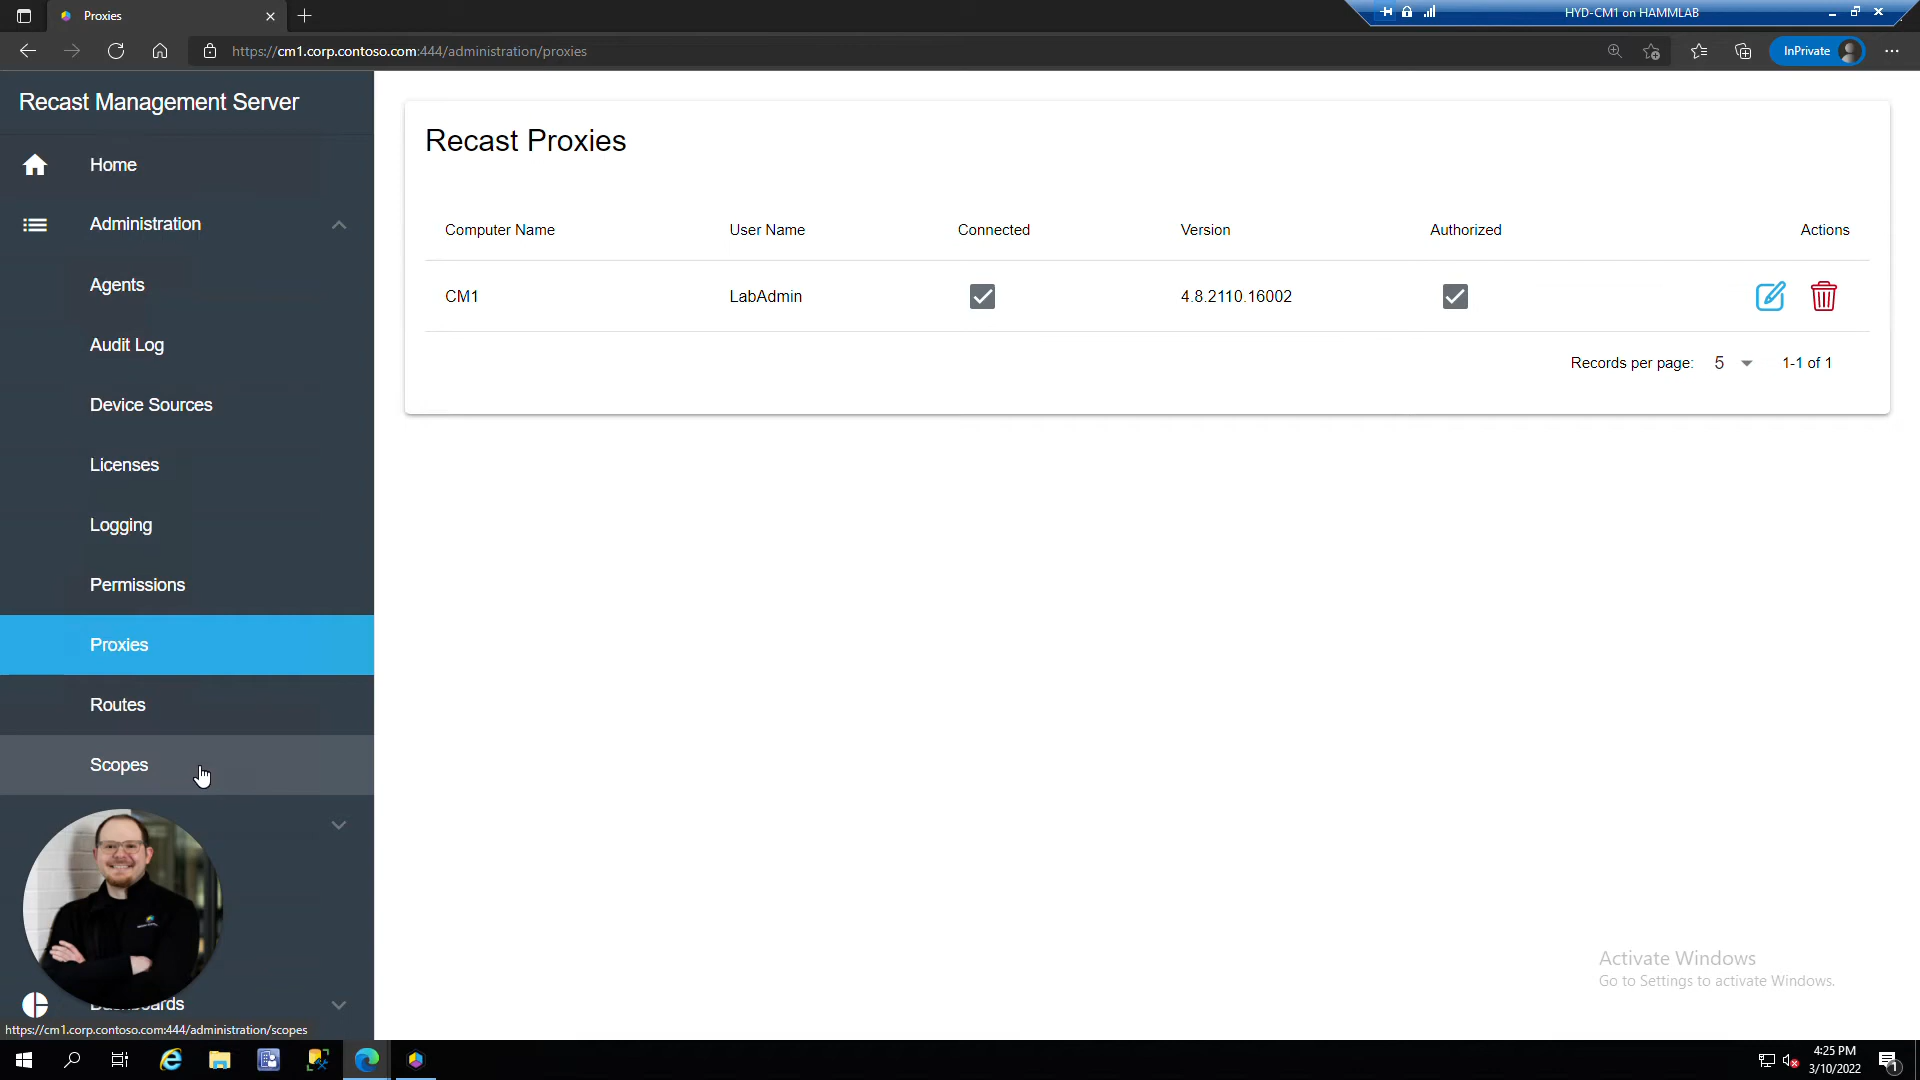 Proxies
HYD-CM1 on HAMMLAB
https://cm1.corp.contoso.com:444/administration/proxies
InPrivate
Recast Management Server
Home
Administration
Agents
Audit Log
Device Sources
Licenses
Logging
Permissions
Proxies
Routes
Scopes
https://cm1.corp.contoso.com:444/administration/scopes
Recast Proxies
Computer Name User Name Connected Version Authorized Actions
CM1 LabAdmin 4.8.2110.16002
Records per page: 5 1-1 of 1
Activate Windows
Go to Settings to activate Windows.
4:25 PM
3/10/2022
1